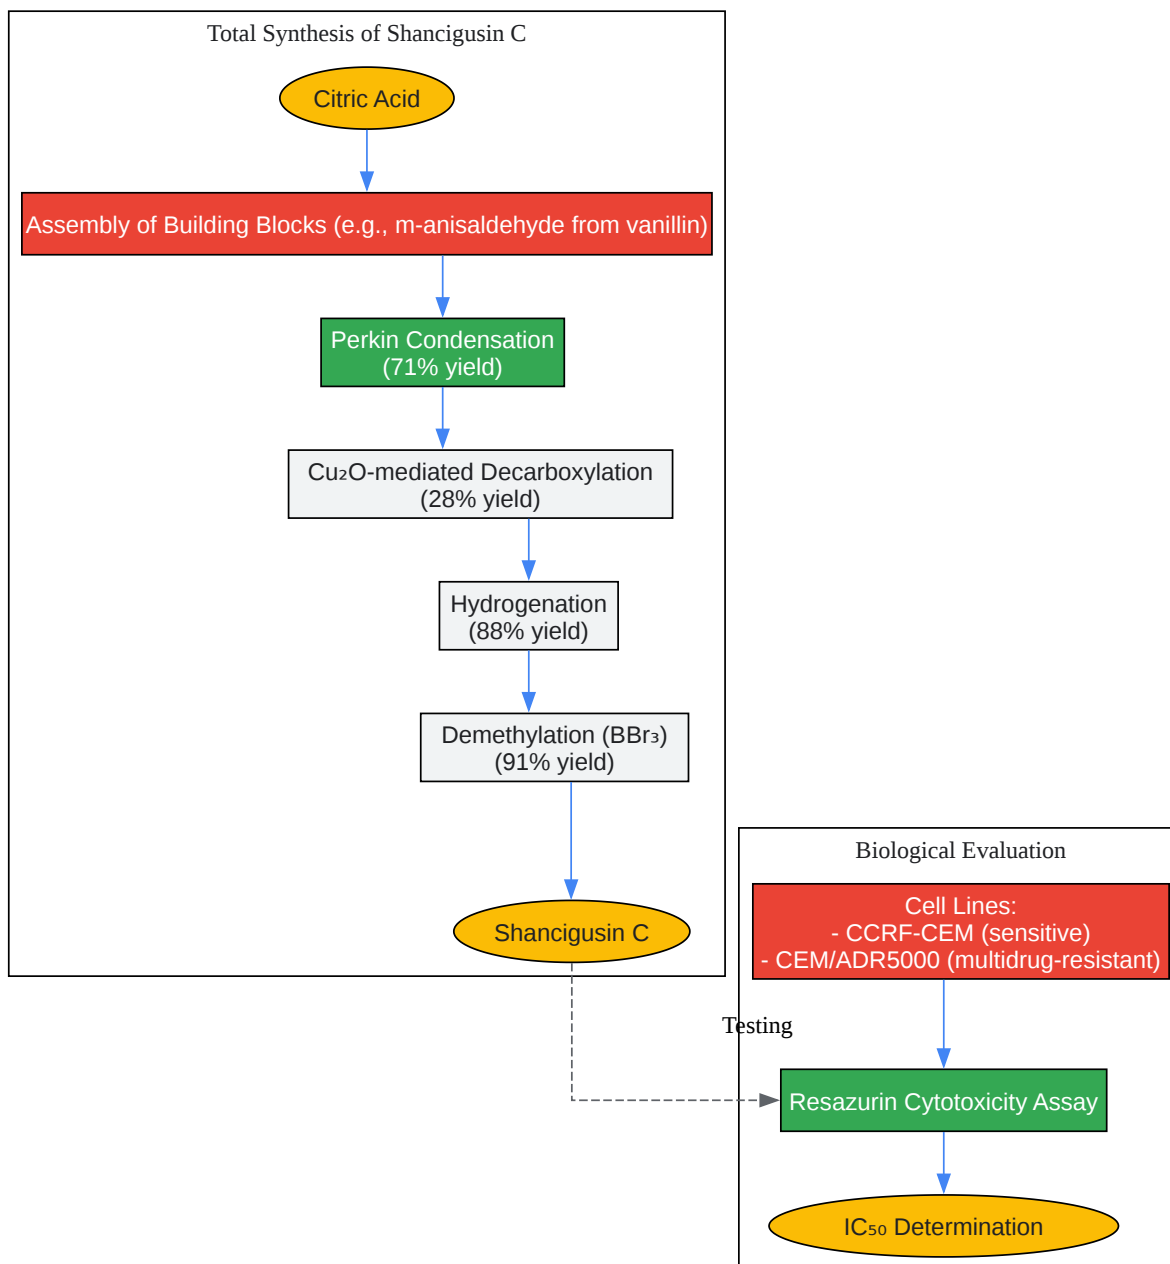 Total Synthesis of Shancigusin C
Citric Acid
Assembly of Building Blocks (e.g., m-anisaldehyde from vanillin)
Perkin Condensation
(71% yield)
Cu₂O-mediated Decarboxylation
(28% yield)
Hydrogenation
(88% yield)
Demethylation (BBr₃)
(91% yield)
Shancigusin C
Testing
Biological Evaluation
Cell Lines:
- CCRF-CEM (sensitive)
- CEM/ADR5000 (multidrug-resistant)
Resazurin Cytotoxicity Assay
IC₅₀ Determination